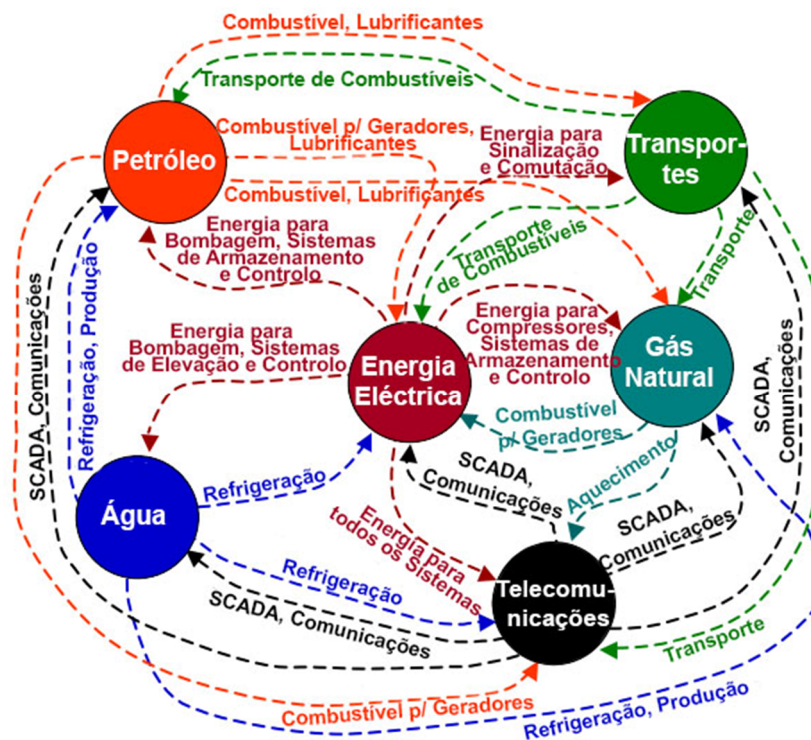 Combustível, Lubrificantes
Transporte de Combustíveis
Petróleo
Combustível p/ Geradores,
Lubrificantes
Energia para
Sinalização
e Comutação
Transpor-
tes
Combustível, Lubrificantes
Energia para
Bombagem, Sistemas
de Armazenamento
e Controlo
Transporte
de Combustíveis
Transporte
SCADA, Comunicações
Refrigeração, Produção
Energia para
Bombagem, Sistemas
de Elevação e Controlo
Energia
Eléctrica
Energia para
Compressores,
Sistemas de
Armazenamento
e Controlo
Gás
Natural
SCADA,
Comunicações
Combustível
p/ Geradores
Aquecimento
Água
Refrigeração
SCADA,
Comunicações
SCADA,
Comunicações
Energia para
todos os Sistemas
Refrigeração
Telecomu-
nicações
SCADA, Comunicações
Transporte
Combustível p/ Geradores
Refrigeração, Produção